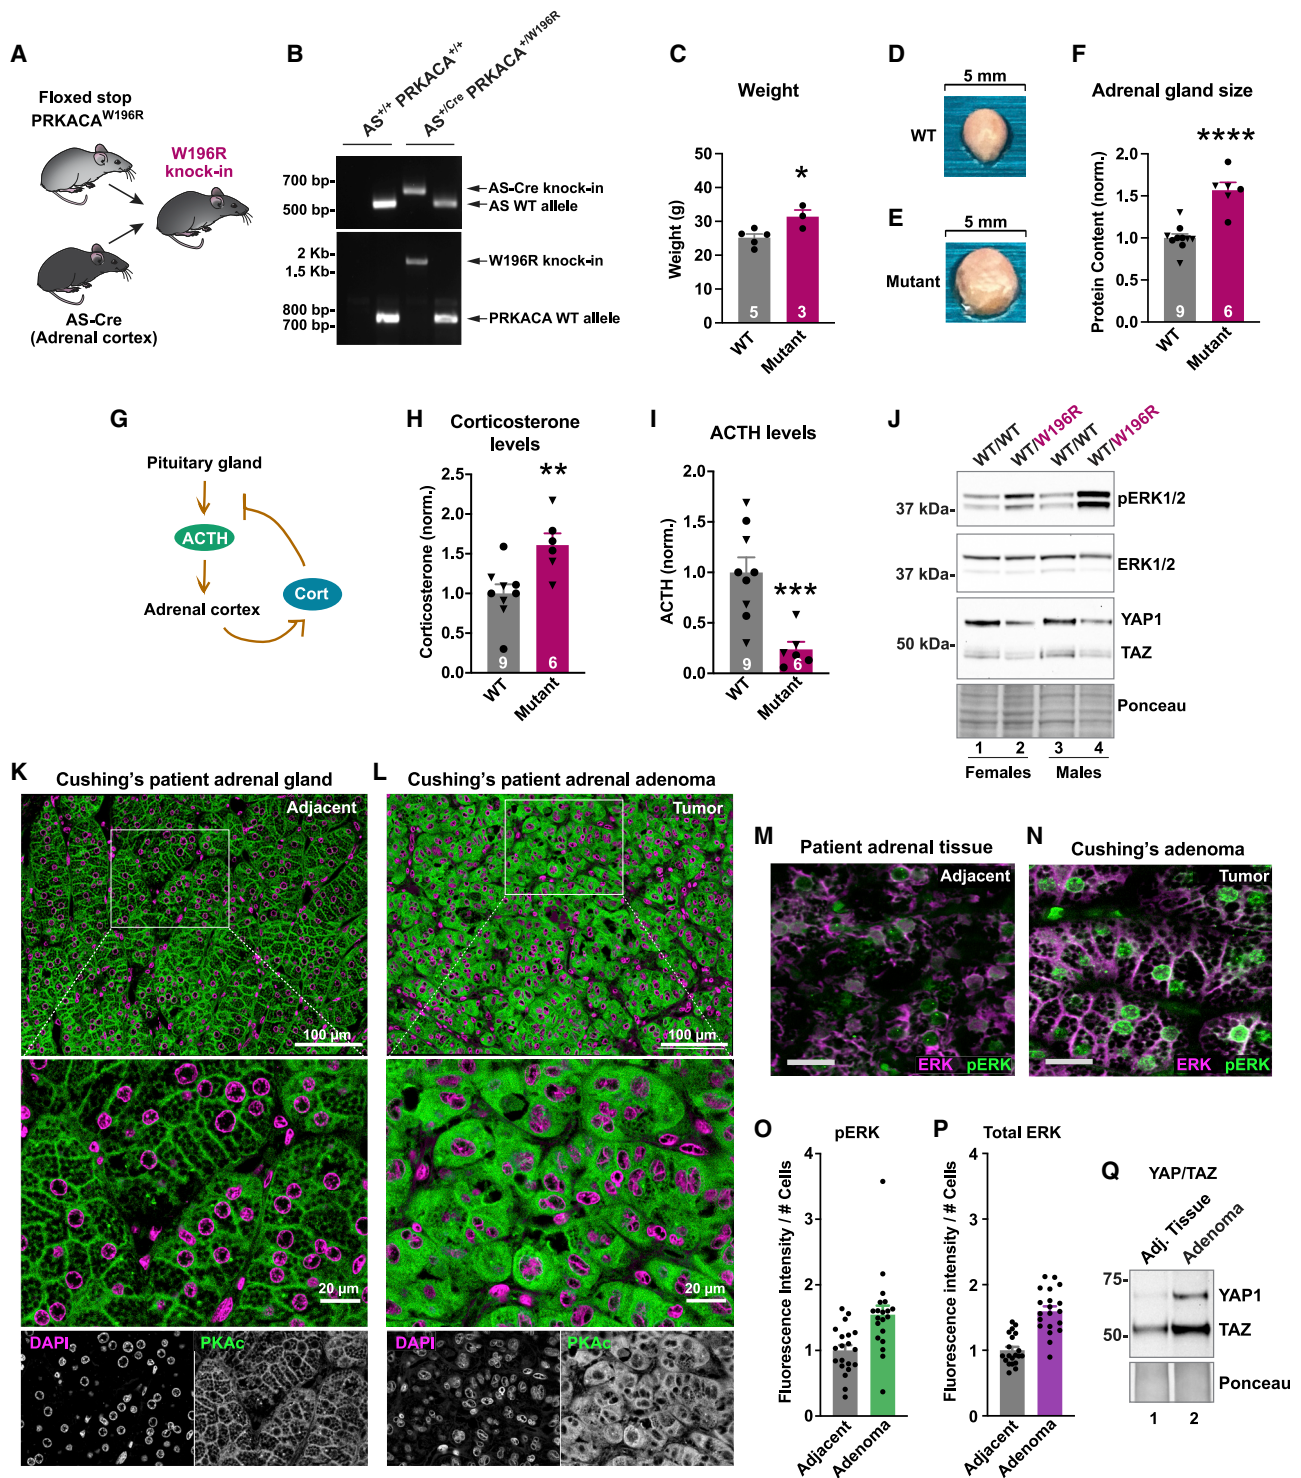 A
Floxed stop
PRKACA^W196R
W196R
knock-in
AS-Cre
(Adrenal cortex)
B
AS^+/+ PRKACA^+/+
AS^+/Cre PRKACA^+/W196R
700 bp
500 bp
AS-Cre knock-in
AS WT allele
2 Kb
1.5 Kb
800 bp
700 bp
W196R knock-in
PRKACA WT allele
C
Weight
Weight (g)
50
40
30
20
10
0
*
5
3
WT
Mutant
D
5 mm
WT
E
5 mm
Mutant
F
Adrenal gland size
Protein Content (norm.)
2.0
1.5
1.0
0.5
0.0
****
9
6
WT
Mutant
G
Pituitary gland
ACTH
Adrenal cortex
Cort
H
Corticosterone
levels
Corticosterone (norm.)
2.5
2.0
1.5
1.0
0.5
0.0
**
9
6
WT
Mutant
I
ACTH levels
ACTH (norm.)
2.0
1.5
1.0
0.5
0.0
***
9
6
WT
Mutant
J
WT/WT
WT/W196R
WT/WT
WT/W196R
37 kDa-
pERK1/2
37 kDa-
ERK1/2
50 kDa-
YAP1
TAZ
Ponceau
1 2 3 4
Females Males
K
Cushing's patient adrenal gland
Adjacent
100 µm
20 µm
DAPI
PKAc
L
Cushing's patient adrenal adenoma
Tumor
100 µm
20 µm
DAPI
PKAc
M
Patient adrenal tissue
Adjacent
ERK pERK
N
Cushing's adenoma
Tumor
ERK pERK
O
pERK
Fluorescence Intensity / # Cells
4
3
2
1
0
Adjacent
Adenoma
P
Total ERK
Fluorescence intensity / # Cells
4
3
2
1
0
Adjacent
Adenoma
Q
YAP/TAZ
Adj. Tissue
Adenoma
75-
50-
YAP1
TAZ
Ponceau
1 2